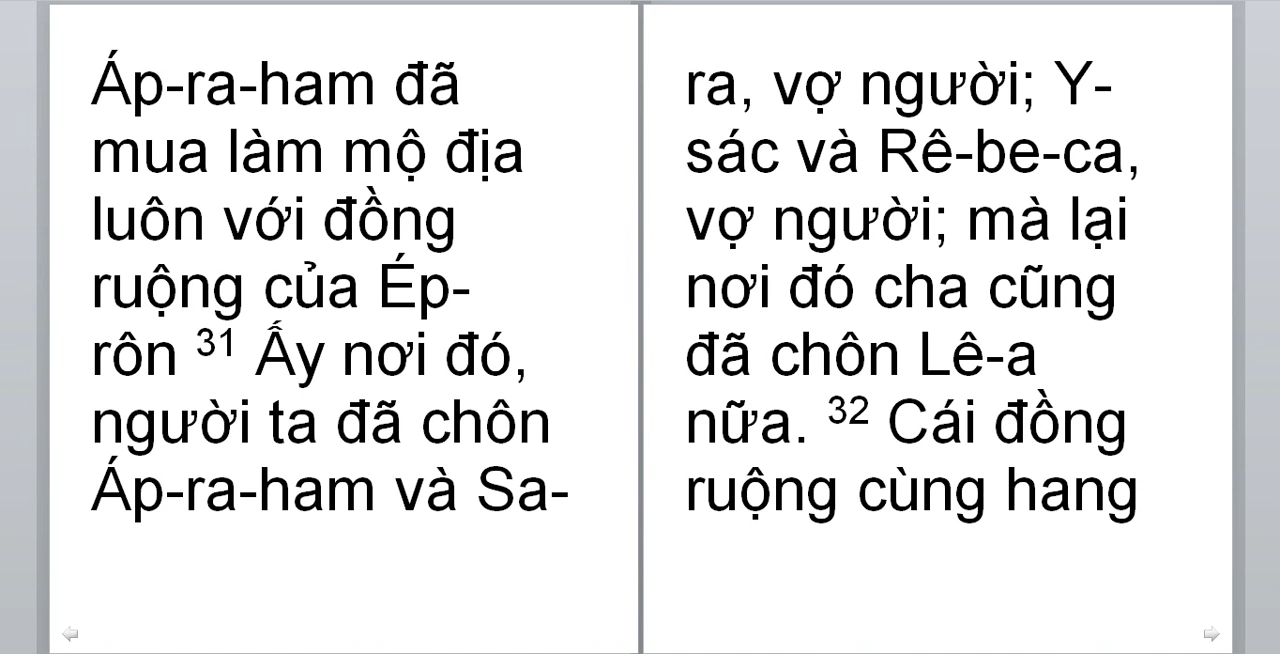 Áp-ra-ham đã
mua làm mộ địa
luôn với đồng
ruộng của Ép-
rôn 31 Ấy nơi đó,
người ta đã chôn
Áp-ra-ham và Sa-
ra, vợ người; Y-
sác và Rê-be-ca,
vợ người; mà lại
nơi đó cha cũng
đã chôn Lê-a
nữa. 32 Cái đồng
ruộng cùng hang